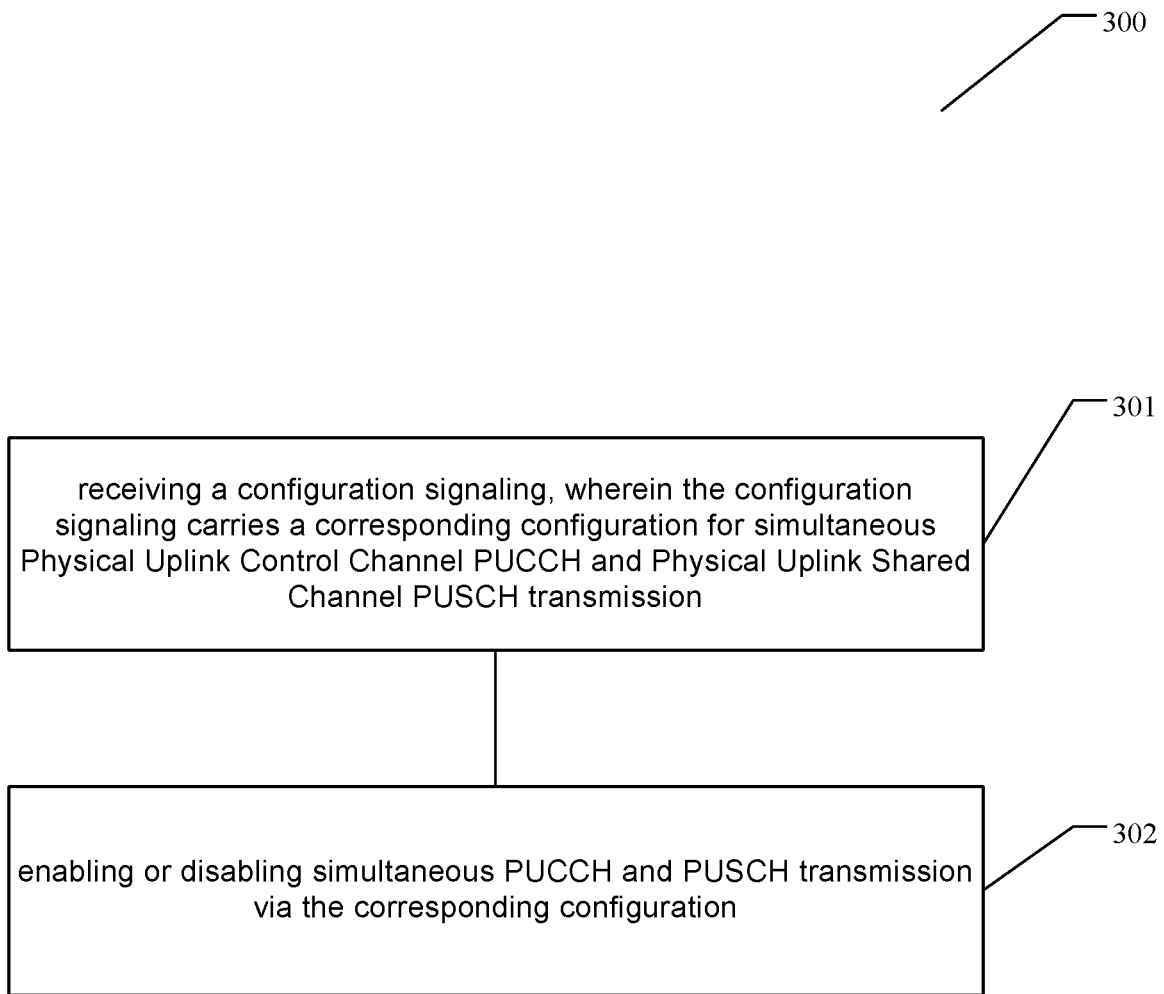 300
301
receiving a configuration signaling, wherein the configuration
signaling carries a corresponding configuration for simultaneous
Physical Uplink Control Channel PUCCH and Physical Uplink Shared
Channel PUSCH transmission
302
enabling or disabling simultaneous PUCCH and PUSCH transmission
via the corresponding configuration